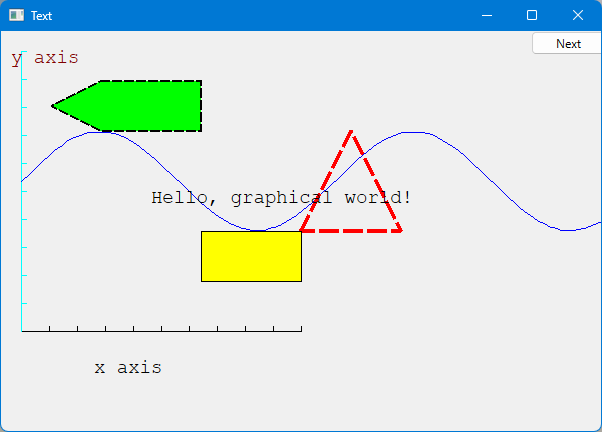 Text
Next
y axis
Hello, graphical world!
x axis